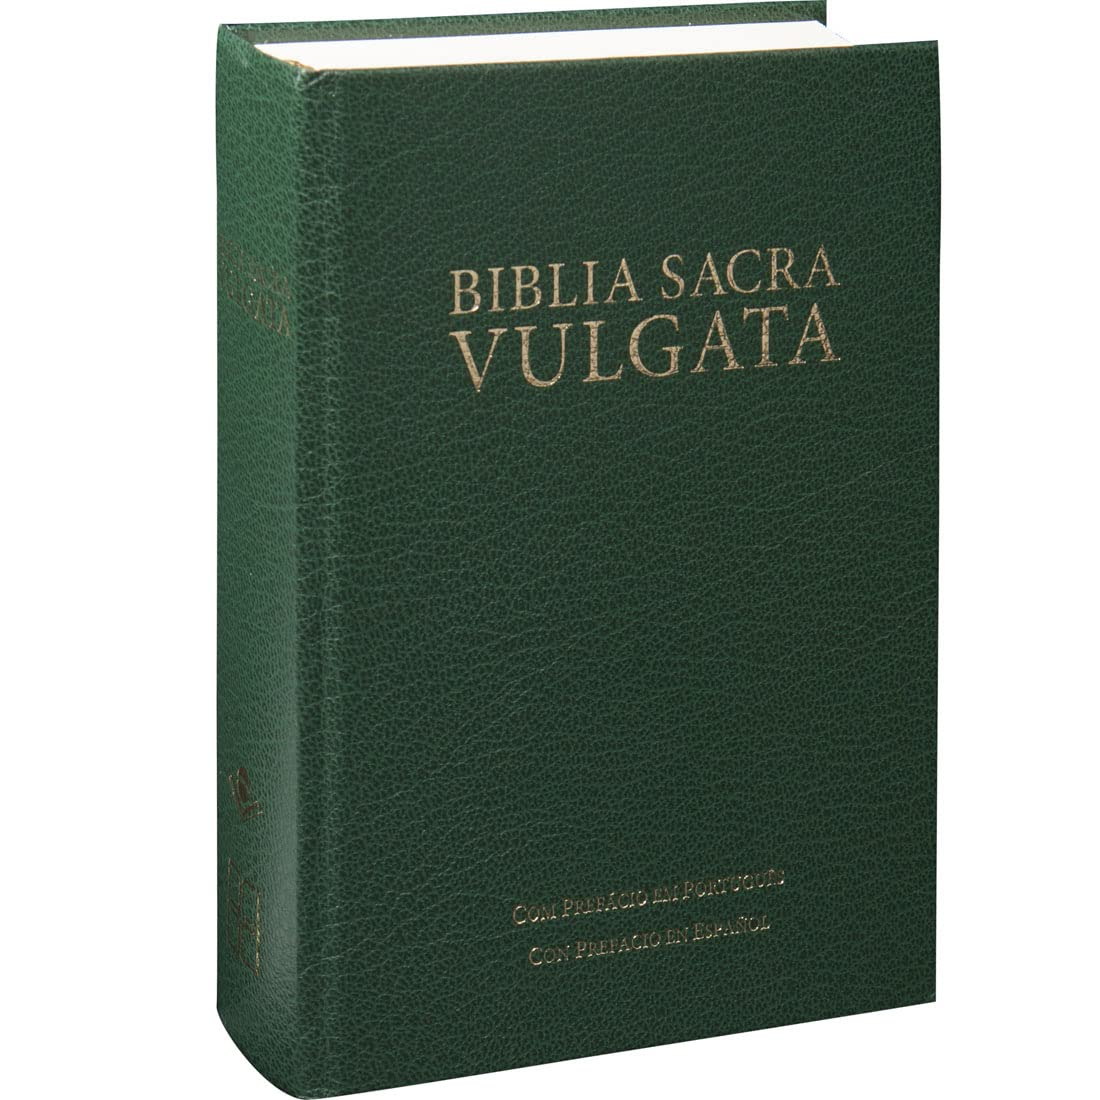 BIBLIA SACRA
VULGATA
COM PREFÁCIO EM PORTUGUÊS
CON PREFACIO EN ESPAÑOL